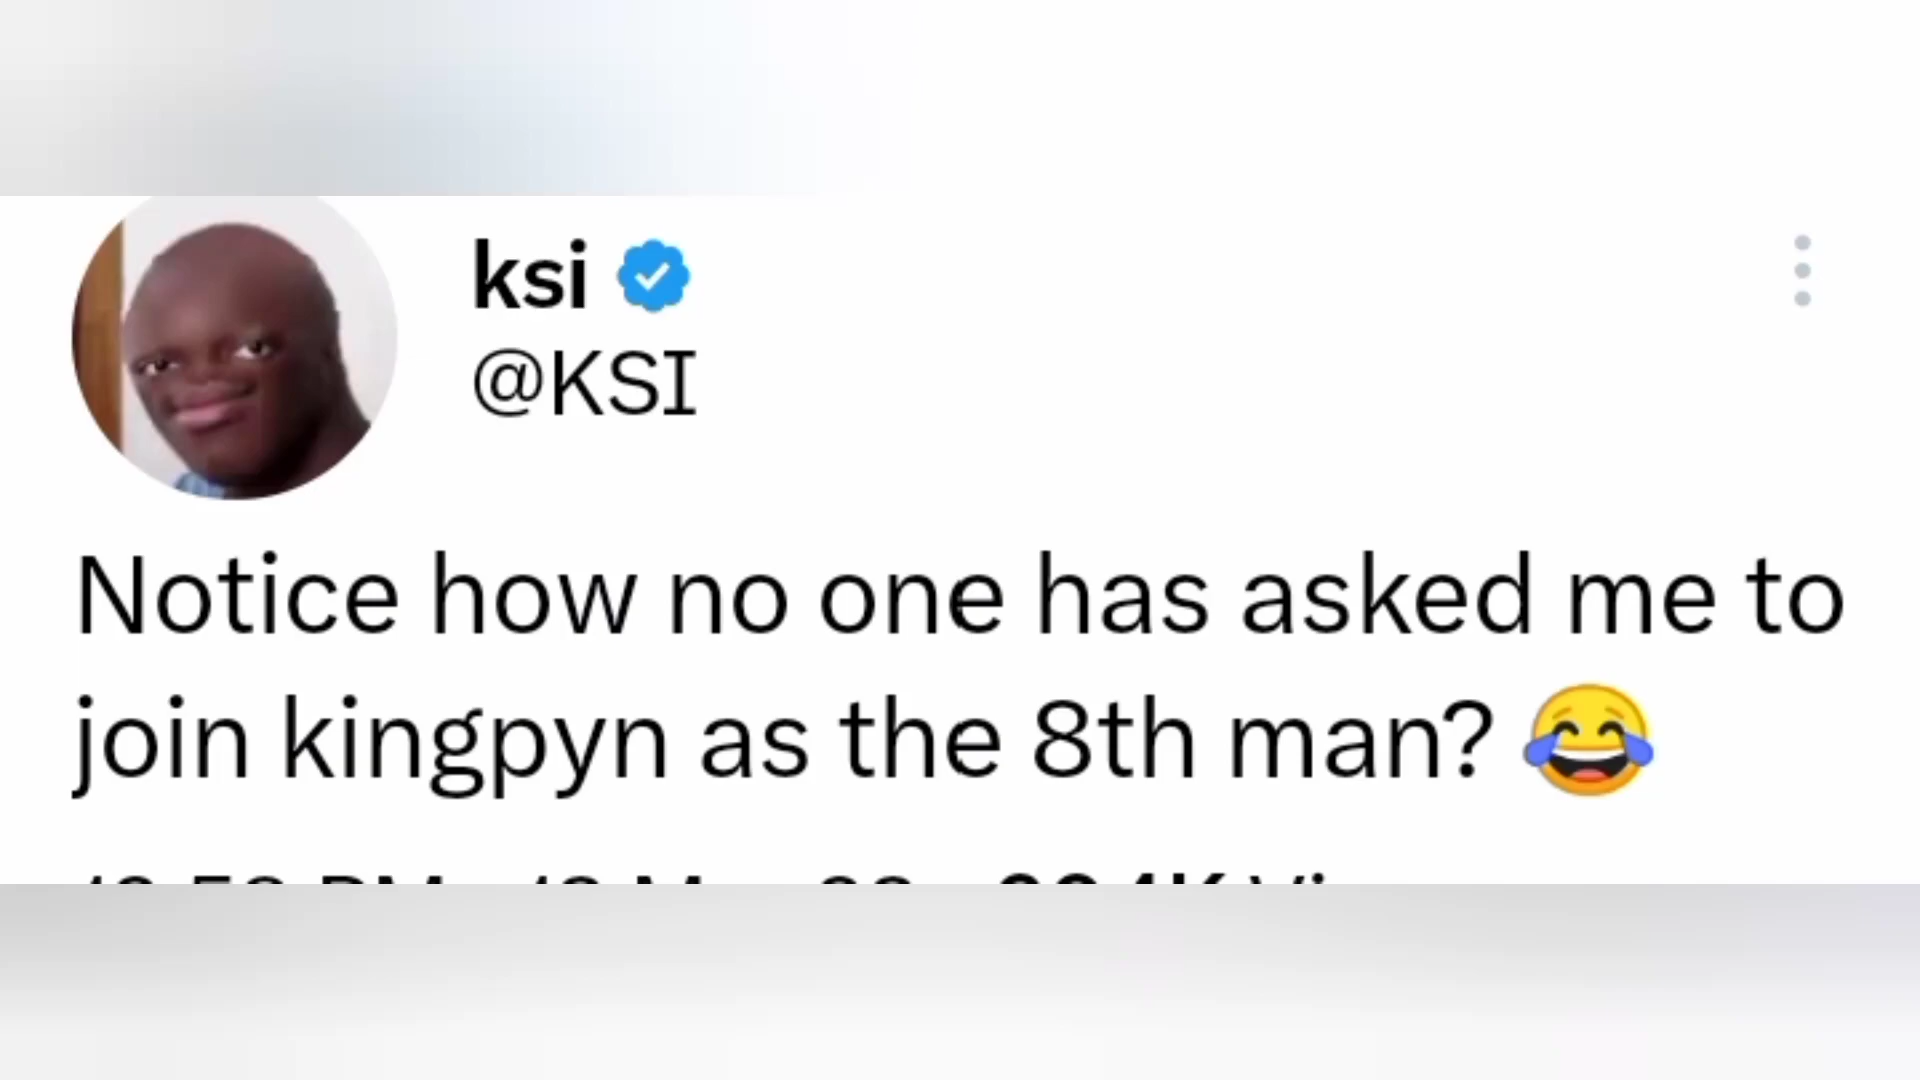 ksi
@KSI
Notice how no one has asked me to
join kingpyn as the 8th man? 😂